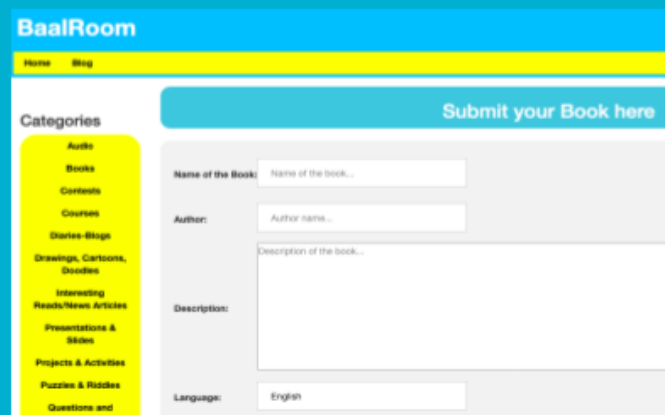 BaalRoom
Home Blog
Categories
Audio
Books
Contests
Courses
Diaries-Blogs
Drawings, Cartoons,
Doodles
Interesting
Reads/News Articles
Presentations &
Slides
Projects & Activities
Puzzles & Riddles
Questions and
Submit your Book here
Name of the Book: Name of the book...
Author: Author name...
Description: Description of the book...
Language: English